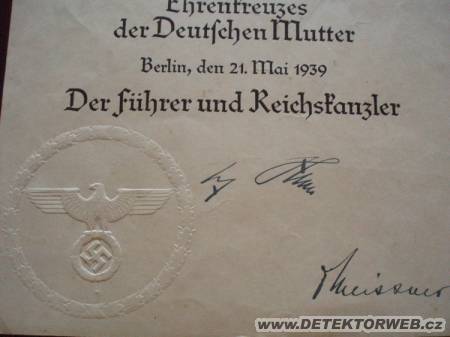 Ehrenkreuzes
der Deutschen Mutter
Berlin, den 21. Mai 1939
Der Führer und Reichskanzler
Meissner
WWW.DETEKTORWEB.CZ